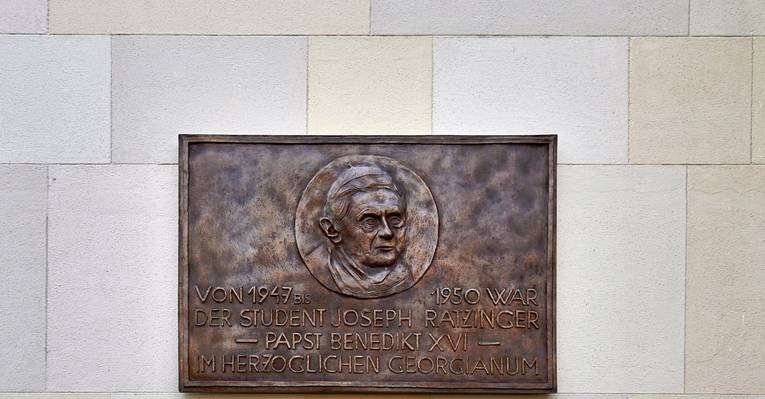 VON 1947 BIS 1950 WAR
DER STUDENT JOSEPH RATZINGER
— PAPST BENEDIKT XVI —
IM HERZOGLICHEN GEORGIANUM